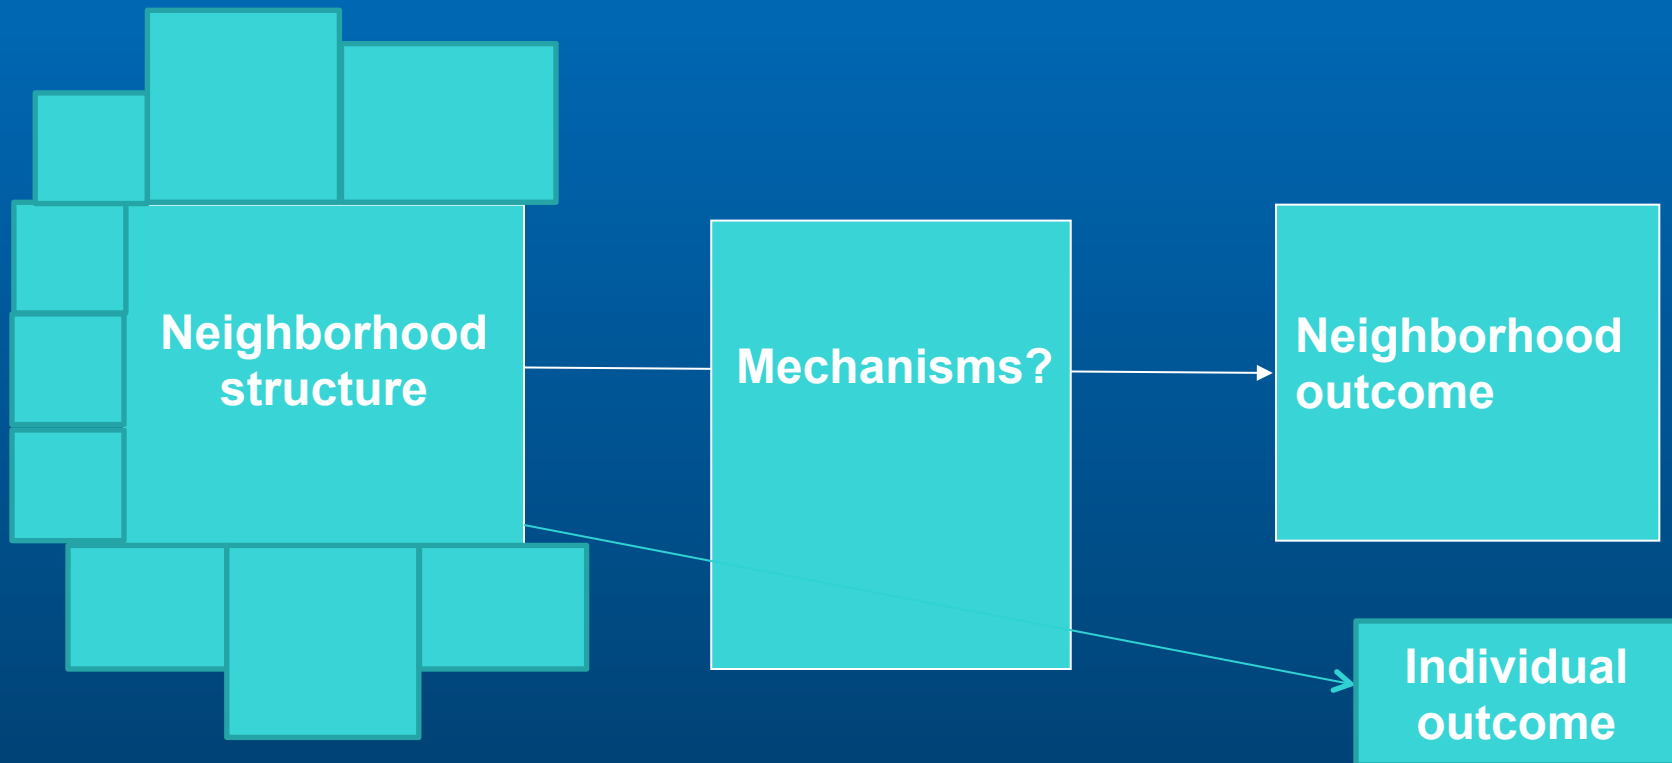 Neighborhood
structure
Mechanisms?
Neighborhood
outcome
Individual
outcome